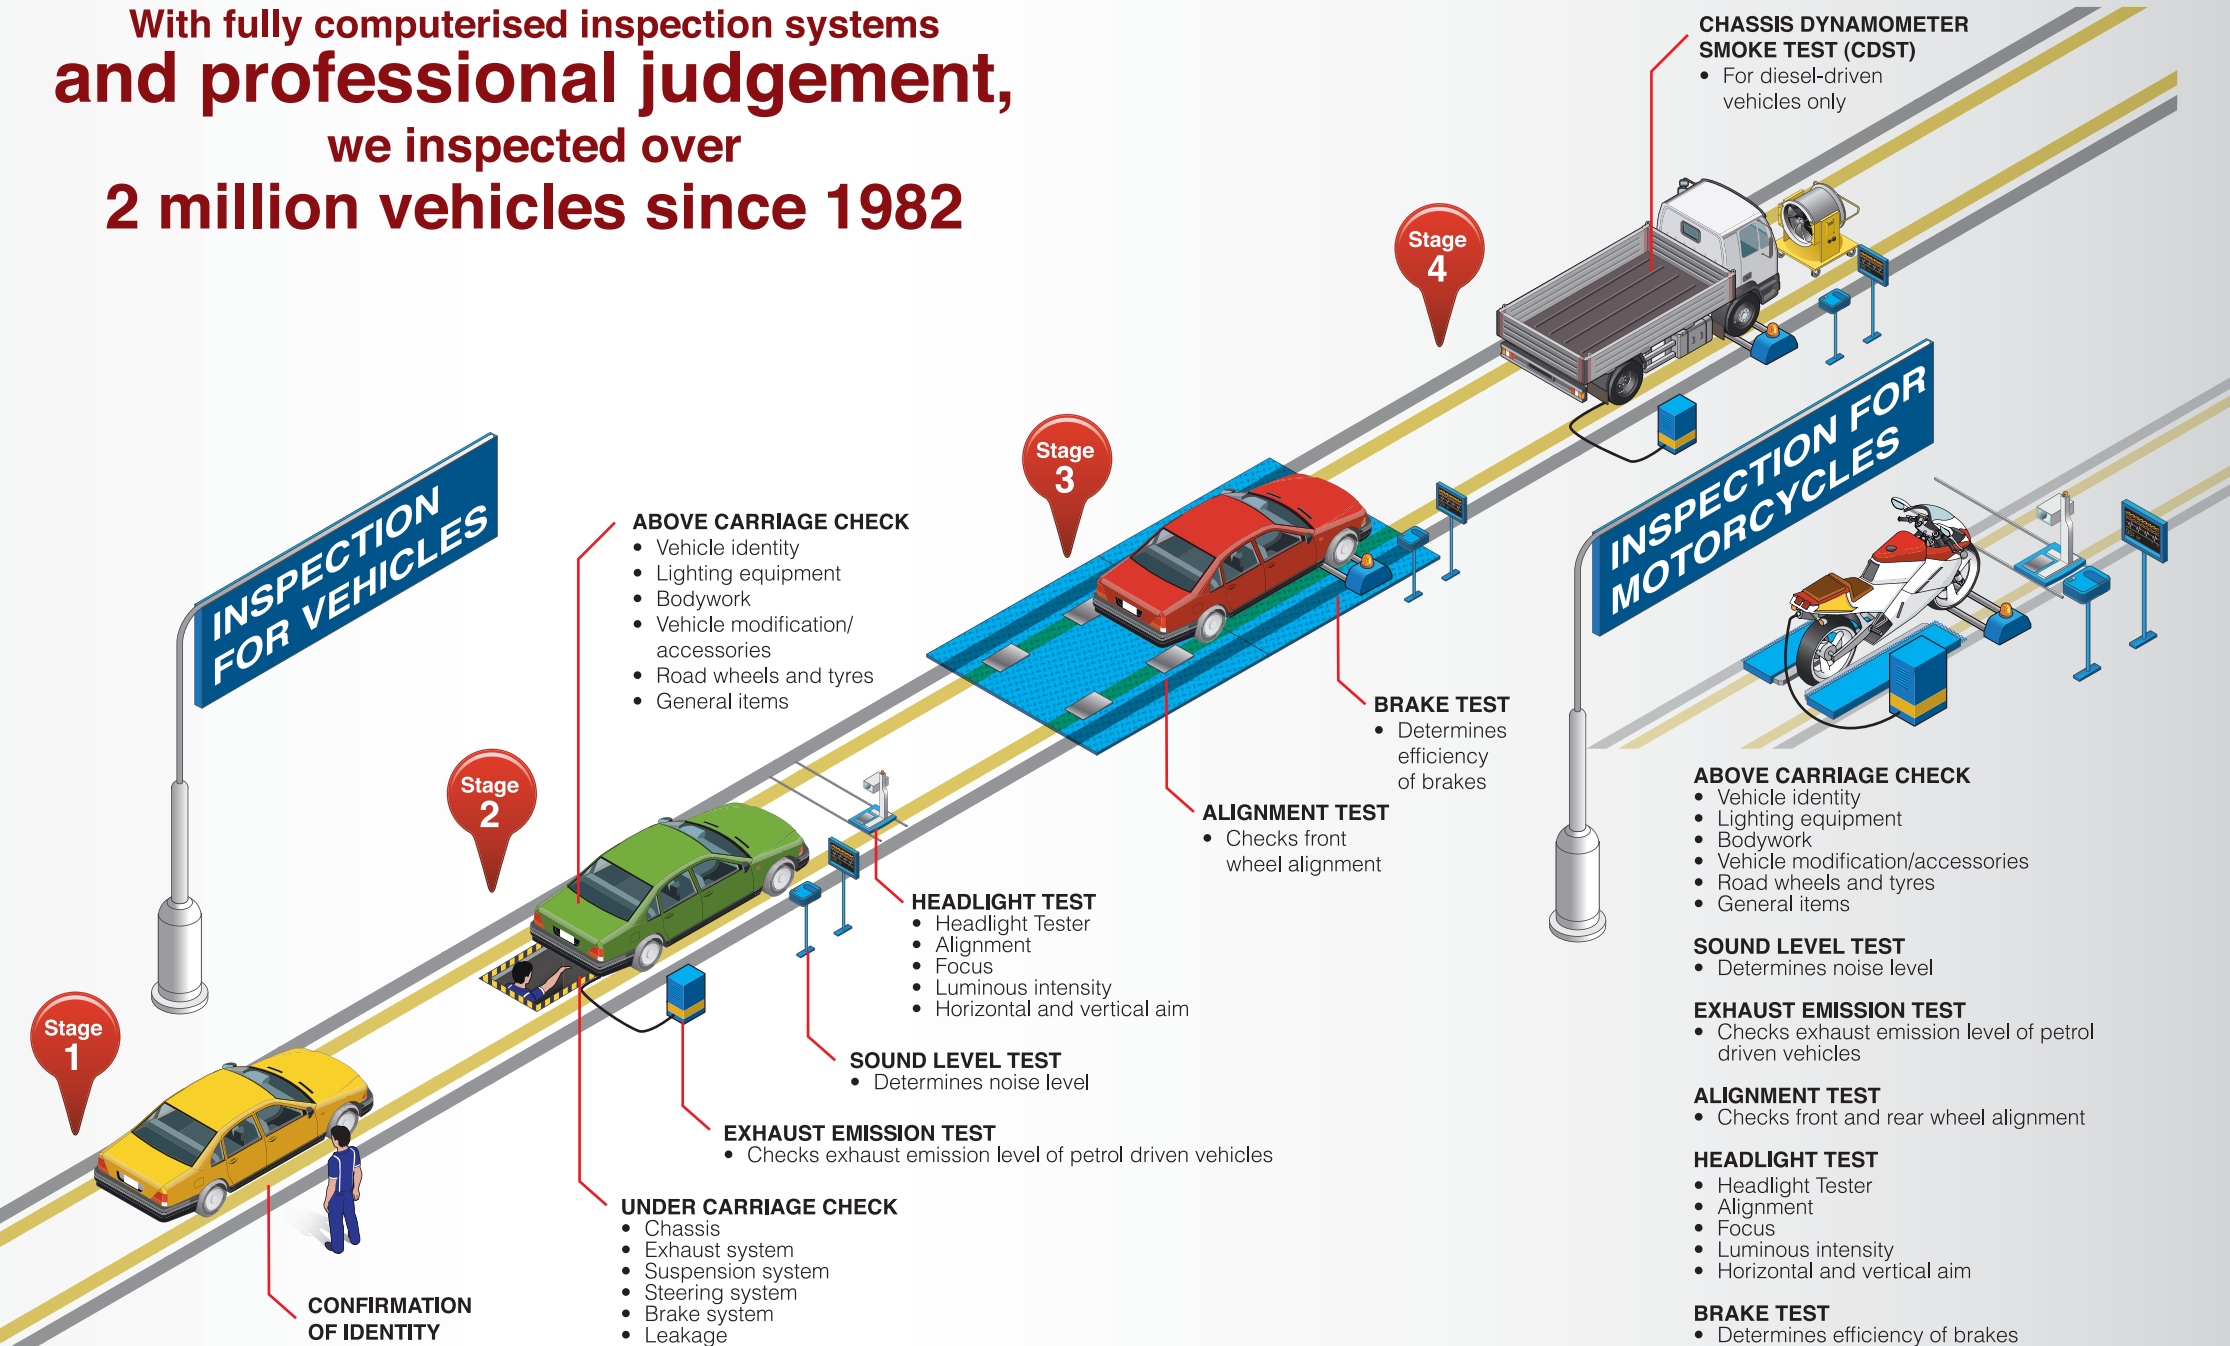 With fully computerised inspection systems
and professional judgement,
we inspected over
2 million vehicles since 1982
INSPECTION
FOR VEHICLES
Stage
1
CONFIRMATION
OF IDENTITY
Stage
2
ABOVE CARRIAGE CHECK
• Vehicle identity
• Lighting equipment
• Bodywork
• Vehicle modification/
accessories
• Road wheels and tyres
• General items
HEADLIGHT TEST
• Headlight Tester
• Alignment
• Focus
• Luminous intensity
• Horizontal and vertical aim
SOUND LEVEL TEST
• Determines noise level
EXHAUST EMISSION TEST
• Checks exhaust emission level of petrol driven vehicles
UNDER CARRIAGE CHECK
• Chassis
• Exhaust system
• Suspension system
• Steering system
• Brake system
• Leakage
Stage
3
BRAKE TEST
• Determines
efficiency
of brakes
ALIGNMENT TEST
• Checks front
wheel alignment
Stage
4
CHASSIS DYNAMOMETER
SMOKE TEST (CDST)
• For diesel-driven
vehicles only
INSPECTION FOR
MOTORCYCLES
ABOVE CARRIAGE CHECK
• Vehicle identity
• Lighting equipment
• Bodywork
• Vehicle modification/accessories
• Road wheels and tyres
• General items
SOUND LEVEL TEST
• Determines noise level
EXHAUST EMISSION TEST
• Checks exhaust emission level of petrol
driven vehicles
ALIGNMENT TEST
• Checks front and rear wheel alignment
HEADLIGHT TEST
• Headlight Tester
• Alignment
• Focus
• Luminous intensity
• Horizontal and vertical aim
BRAKE TEST
• Determines efficiency of brakes